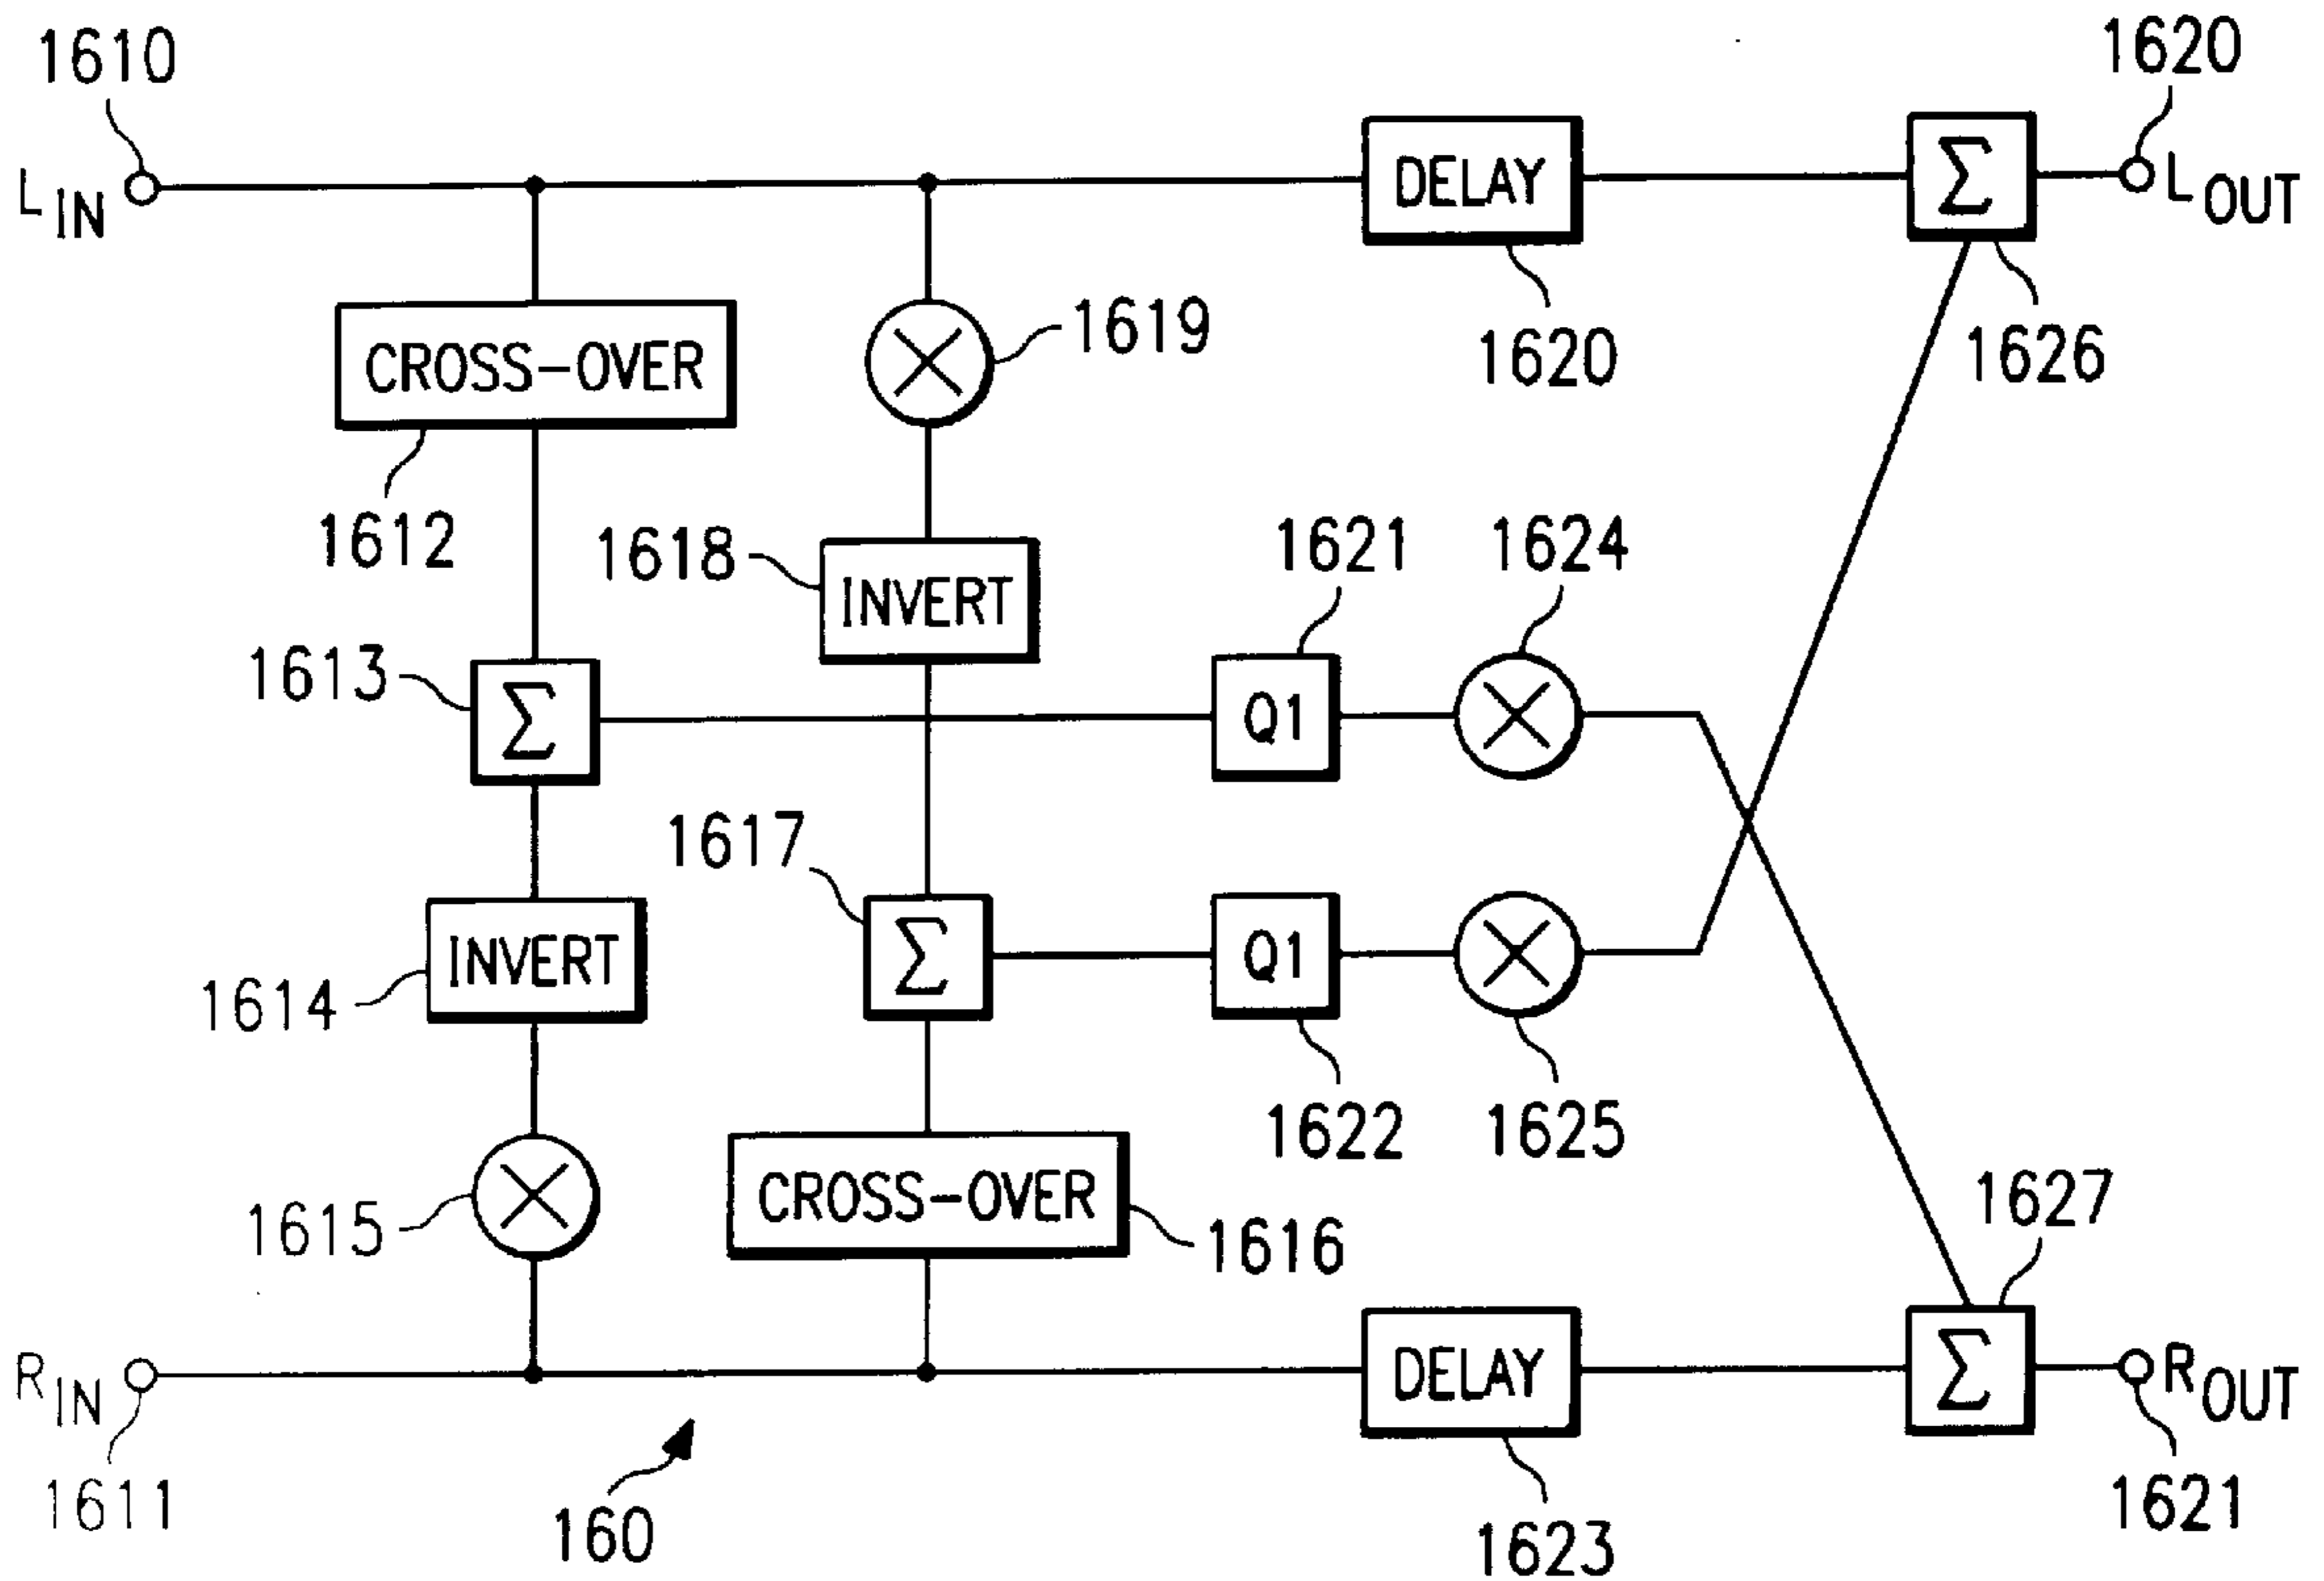 1610
1620
L IN
DELAY
Σ
L OUT
1619
1620
1626
CROSS-OVER
1612
1618
1621
1624
INVERT
1613
Σ
Q1
1617
INVERT
Σ
Q1
1614
1622
1625
1615
CROSS-OVER
1616
1627
R IN
DELAY
Σ
R OUT
1611
160
1623
1621